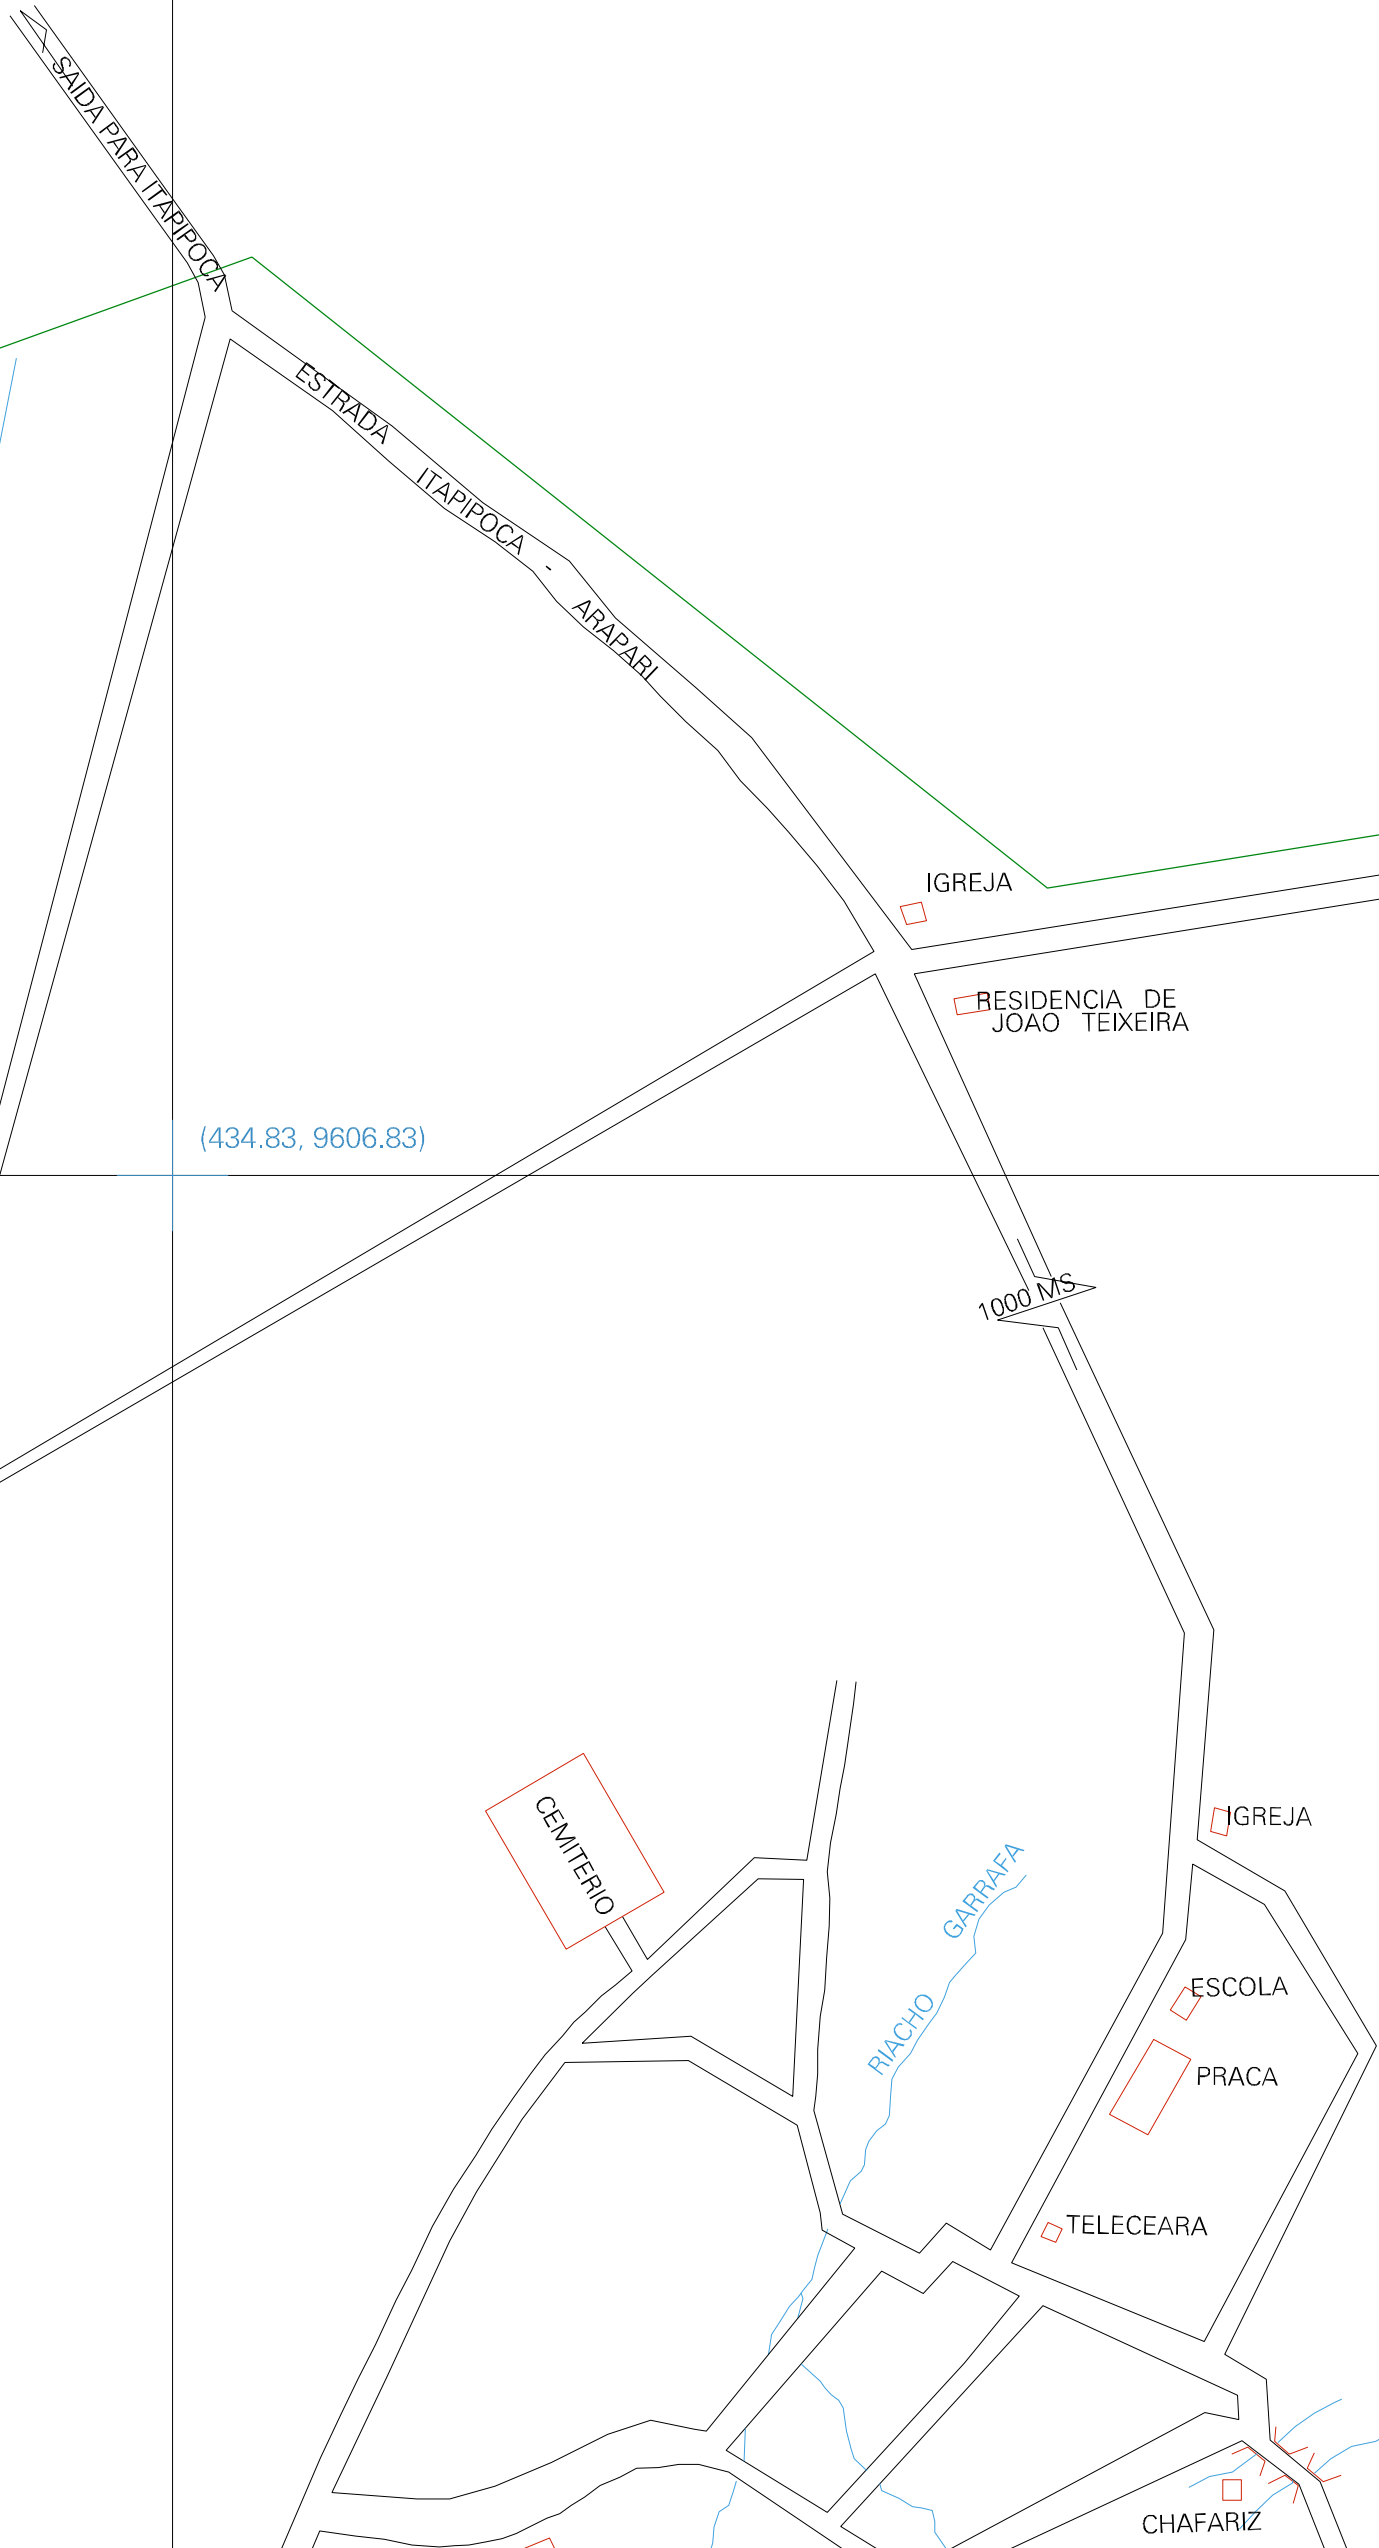 SAIDA PARA ITAPIPOCA
ESTRADA ITAPIPOCA - ARAPARI
IGREJA
RESIDENCIA DE
JOAO TEIXEIRA
(434.83, 9606.83)
1000 MS
CEMITERIO
IGREJA
RIACHO GARRAFA
ESCOLA
PRACA
TELECEARA
CHAFARIZ